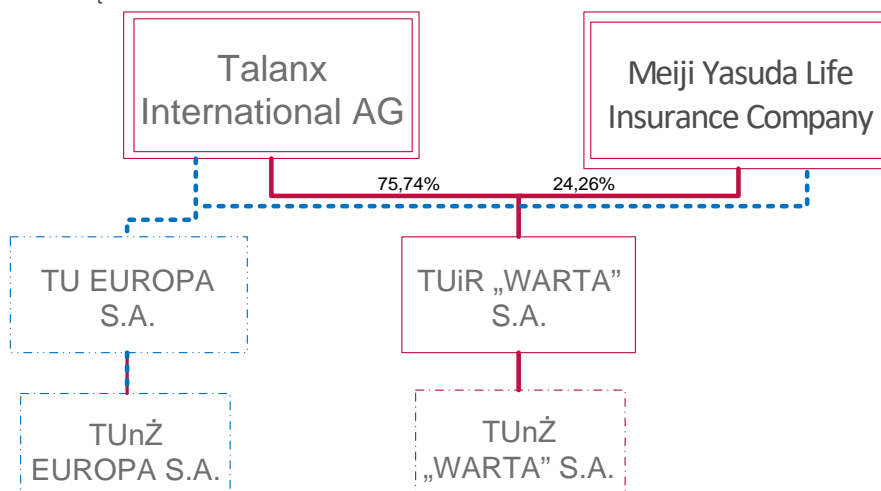 Talanx
International AG
Meiji Yasuda Life
Insurance Company
75,74%
24,26%
TU EUROPA
S.A.
TUiR „WARTA”
S.A.
TUnŻ
EUROPA S.A.
TUnŻ
„WARTA” S.A.